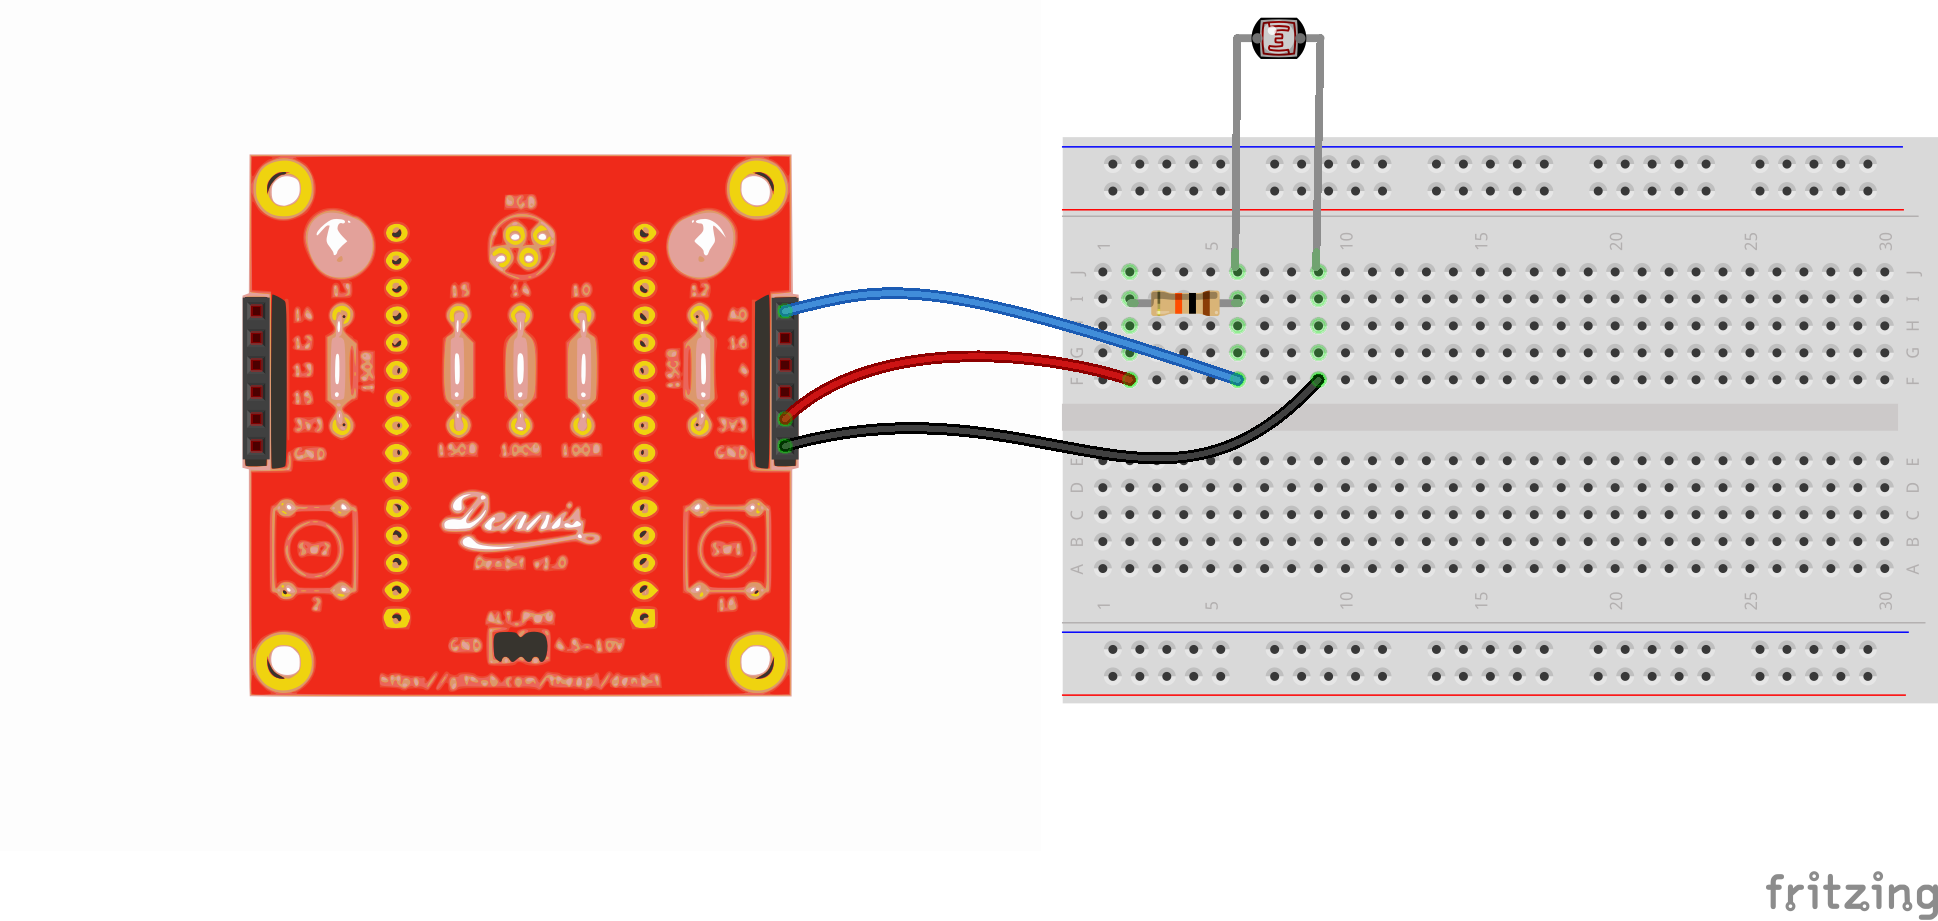 RGB
13
15
14
10
12
14
12
13
15
3V3
GND
150R
150R
A0
16
4
5
3V3
GND
150R
100R
100R
Dennis
Denbit v1.0
SW2
2
SW1
16
ALT_PWR
GND
4.5-10V
https://github.com/theapi/denbit
1 5 10 15 20 25 30
J J
I I
H H
G G
F F
E E
D D
C C
B B
A A
1 5 10 15 20 25 30
fritzing